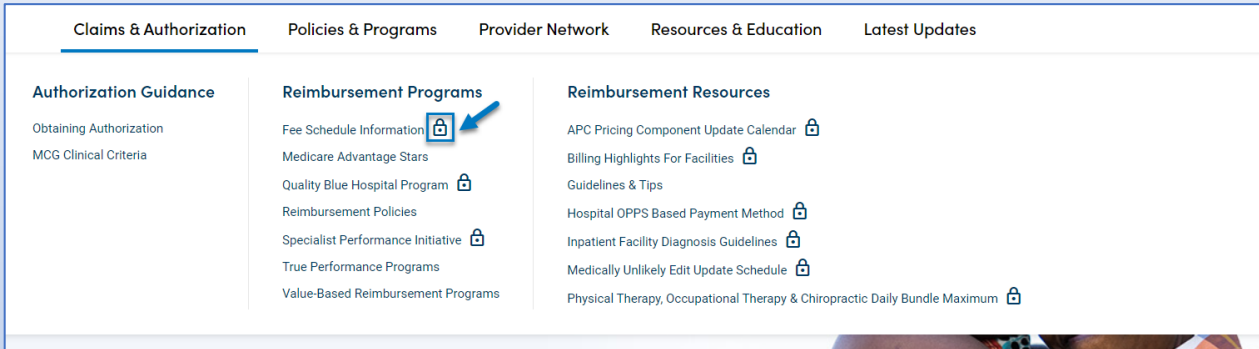 Claims & Authorization
Policies & Programs
Provider Network
Resources & Education
Latest Updates
Authorization Guidance
Obtaining Authorization
MCG Clinical Criteria
Reimbursement Programs
Fee Schedule Information
Medicare Advantage Stars
Quality Blue Hospital Program
Reimbursement Policies
Specialist Performance Initiative
True Performance Programs
Value-Based Reimbursement Programs
Reimbursement Resources
APC Pricing Component Update Calendar
Billing Highlights For Facilities
Guidelines & Tips
Hospital OPPS Based Payment Method
Inpatient Facility Diagnosis Guidelines
Medically Unlikely Edit Update Schedule
Physical Therapy, Occupational Therapy & Chiropractic Daily Bundle Maximum